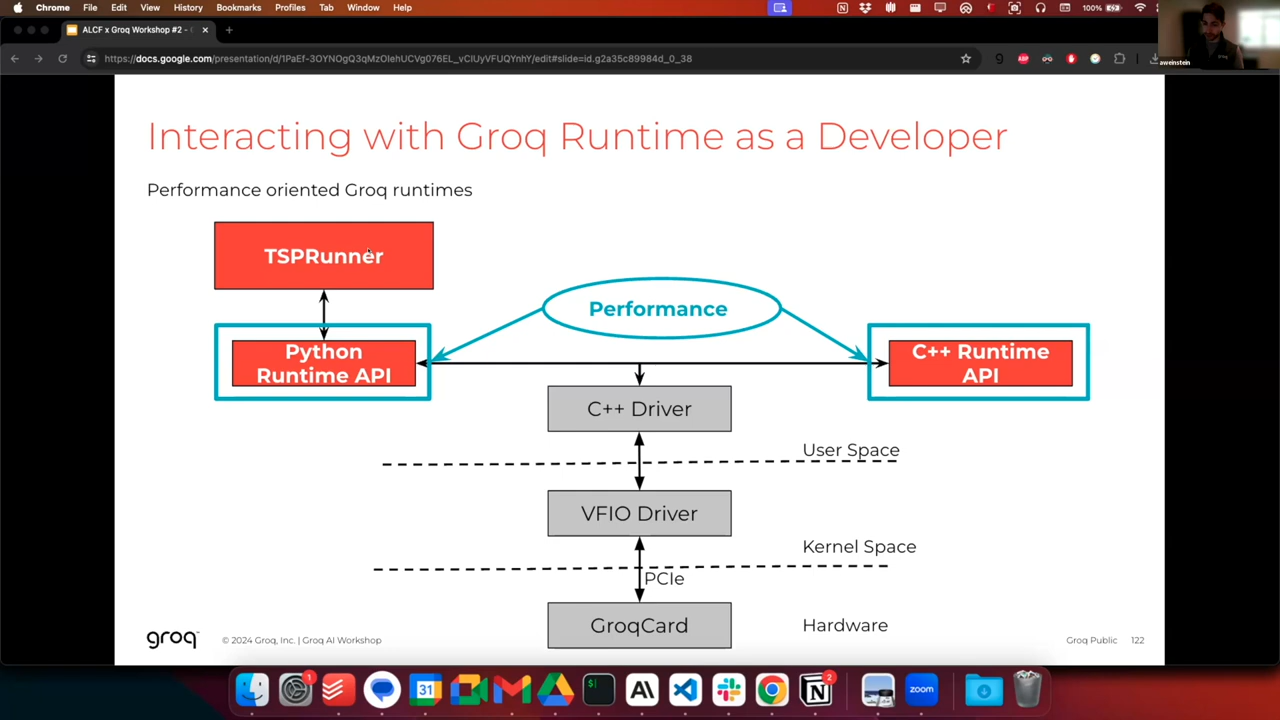 Chrome File Edit View History Bookmarks Profiles Tab Window Help
100%
ALCF x Groq Workshop #2 -
aweinstein
Interacting with Groq Runtime as a Developer
Performance oriented Groq runtimes
TSPRunner
Performance
Python
Runtime API
C++ Runtime
API
C++ Driver
User Space
VFIO Driver
Kernel Space
PCIe
GroqCard
Hardware
groq
© 2024 Groq, Inc. | Groq AI Workshop
Groq Public 122
zoom